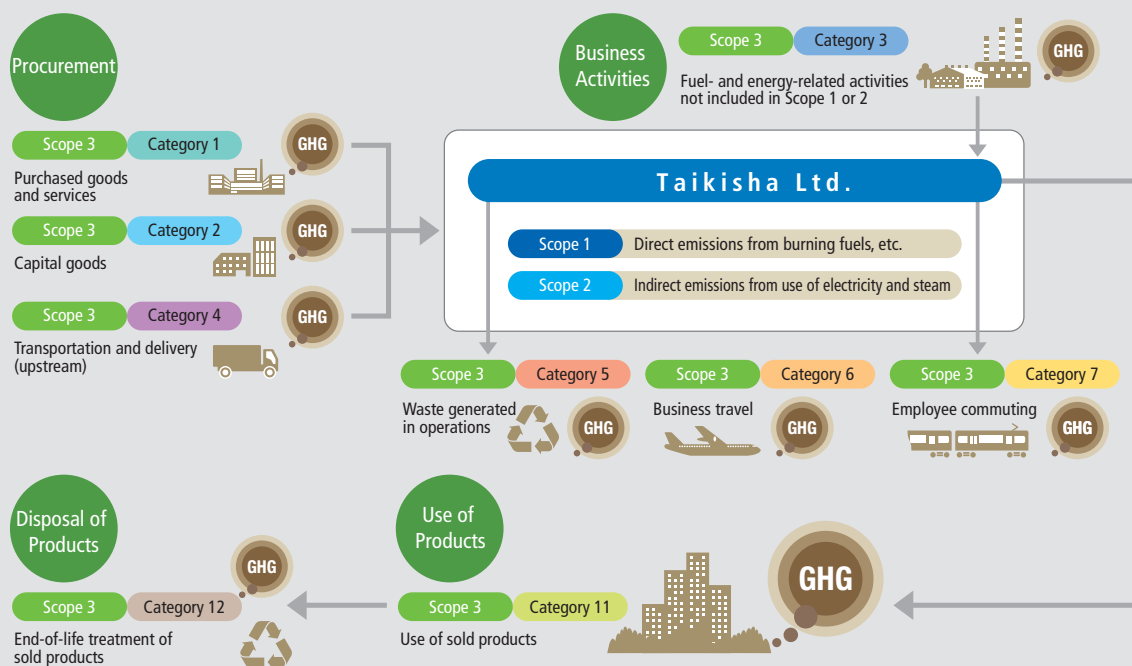 Procurement
Scope 3 Category 1 GHG
Purchased goods
and services
Scope 3 Category 2 GHG
Capital goods
Scope 3 Category 4 GHG
Transportation and delivery
(upstream)
Business
Activities
Scope 3 Category 3 GHG
Fuel- and energy-related activities
not included in Scope 1 or 2
Taikisha Ltd.
Scope 1 Direct emissions from burning fuels, etc.
Scope 2 Indirect emissions from use of electricity and steam
Scope 3 Category 5
Waste generated
in operations
GHG
Scope 3 Category 6
Business travel
GHG
Scope 3 Category 7
Employee commuting
GHG
Use of
Products
Scope 3 Category 11
Use of sold products
GHG
Disposal of
Products
GHG
Scope 3 Category 12
End-of-life treatment of
sold products